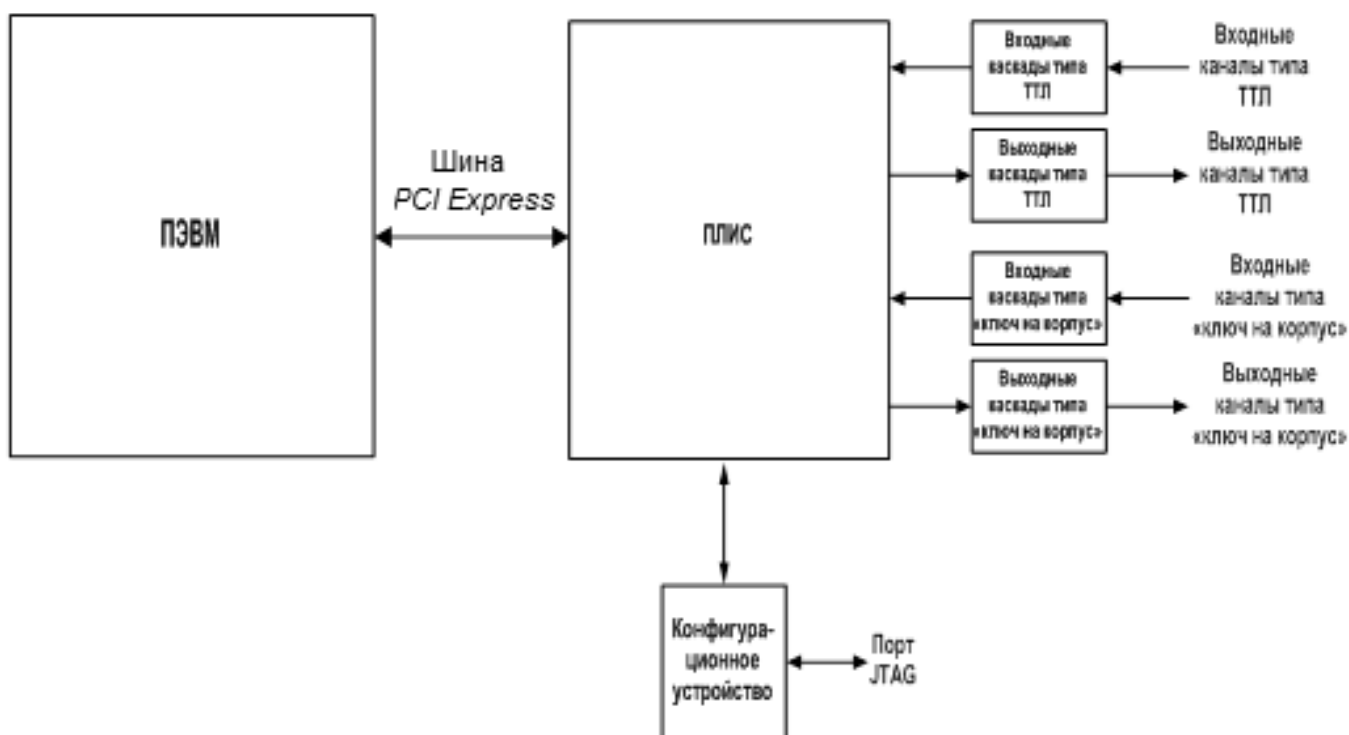 Входные
каскады типа
ТТЛ
Входные
каналы типа
ТТЛ
Выходные
каскады типа
ТТЛ
Выходные
каналы типа
ТТЛ
Шина
PCI Express
ПЭВМ
ПЛИС
Входные
каскады типа
«ключ на корпус»
Входные
каналы типа
«ключ на корпус»
Выходные
каскады типа
«ключ на корпус»
Выходные
каналы типа
«ключ на корпус»
Конфигура-
ционное
устройство
Порт
JTAG